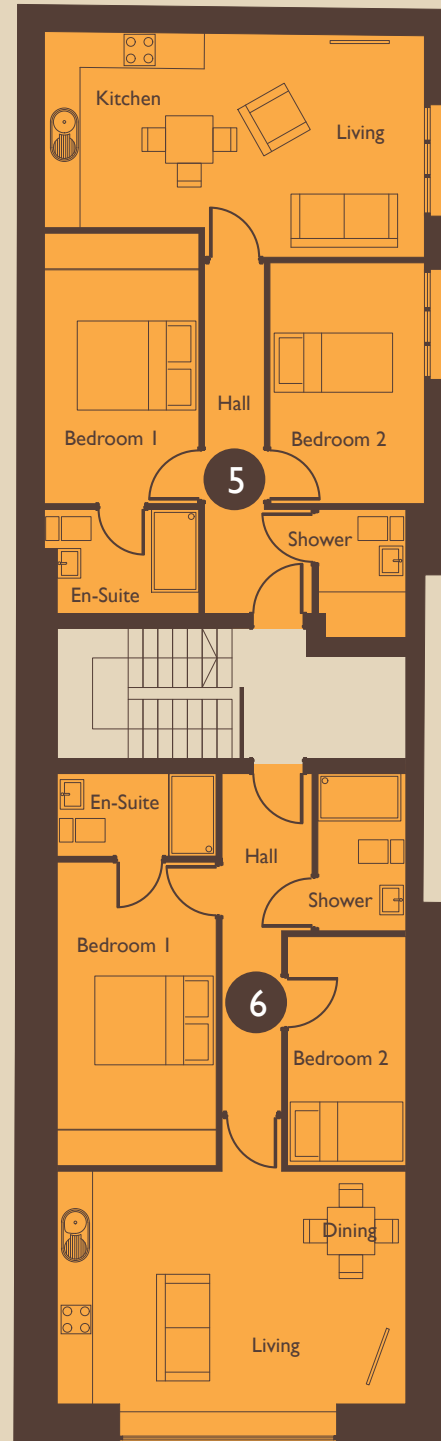 Kitchen
Living
Hall
Bedroom 1
Bedroom 2
5
Shower
En-Suite
En-Suite
Hall
Shower
Bedroom 1
6
Bedroom 2
Dining
Living